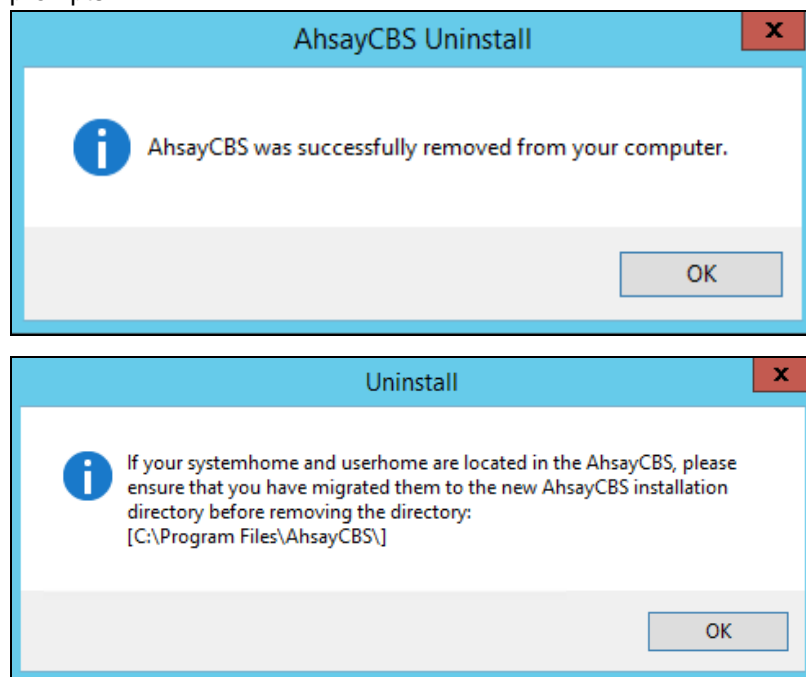 AhsayCBS Uninstall
x
AhsayCBS was successfully removed from your computer.
OK
Uninstall
x
If your systemhome and userhome are located in the AhsayCBS, please
ensure that you have migrated them to the new AhsayCBS installation
directory before removing the directory:
[C:\Program Files\AhsayCBS\]
OK